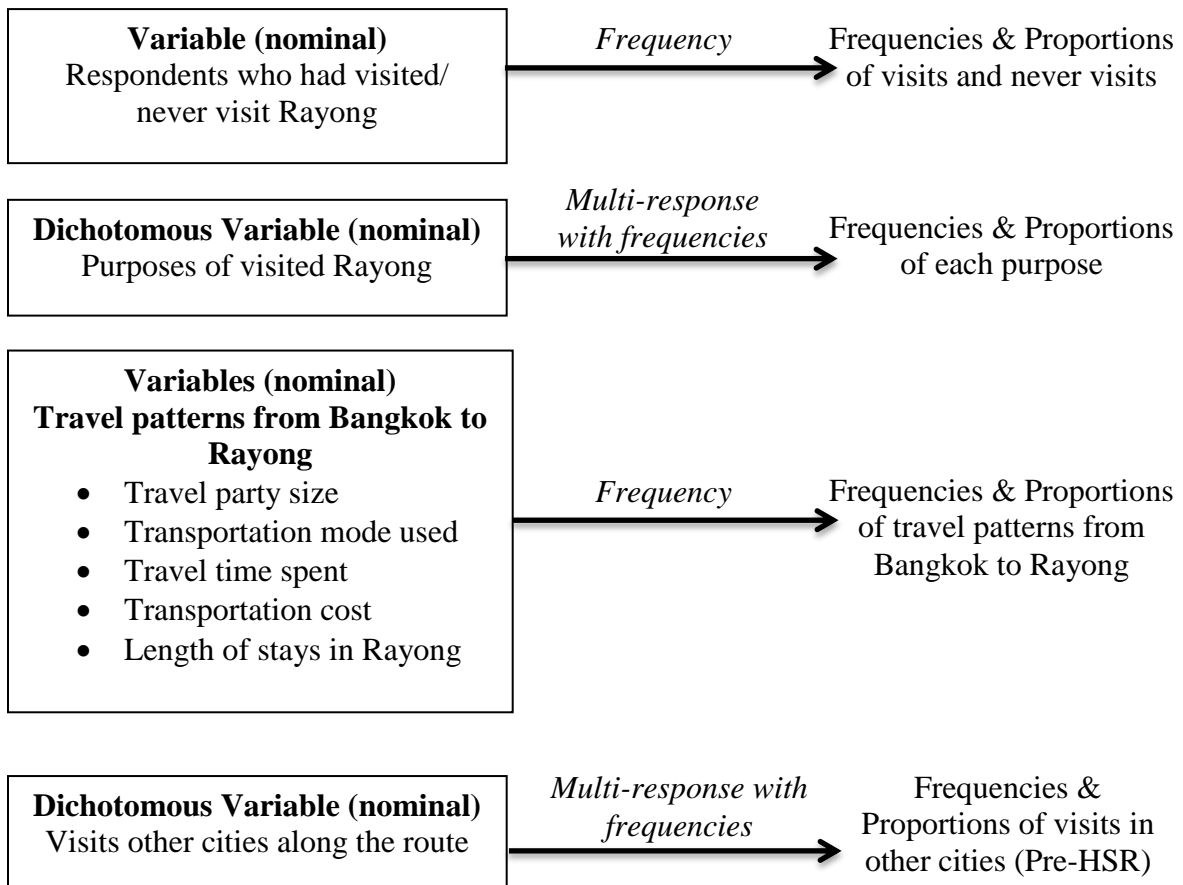 Variable (nominal)
Respondents who had visited/
never visit Rayong
Frequency
Frequencies & Proportions
of visits and never visits
Dichotomous Variable (nominal)
Purposes of visited Rayong
Multi-response
with frequencies
Frequencies & Proportions
of each purpose
Variables (nominal)
Travel patterns from Bangkok to
Rayong
• Travel party size
• Transportation mode used
• Travel time spent
• Transportation cost
• Length of stays in Rayong
Frequency
Frequencies & Proportions
of travel patterns from
Bangkok to Rayong
Dichotomous Variable (nominal)
Visits other cities along the route
Multi-response with
frequencies
Frequencies &
Proportions of visits in
other cities (Pre-HSR)